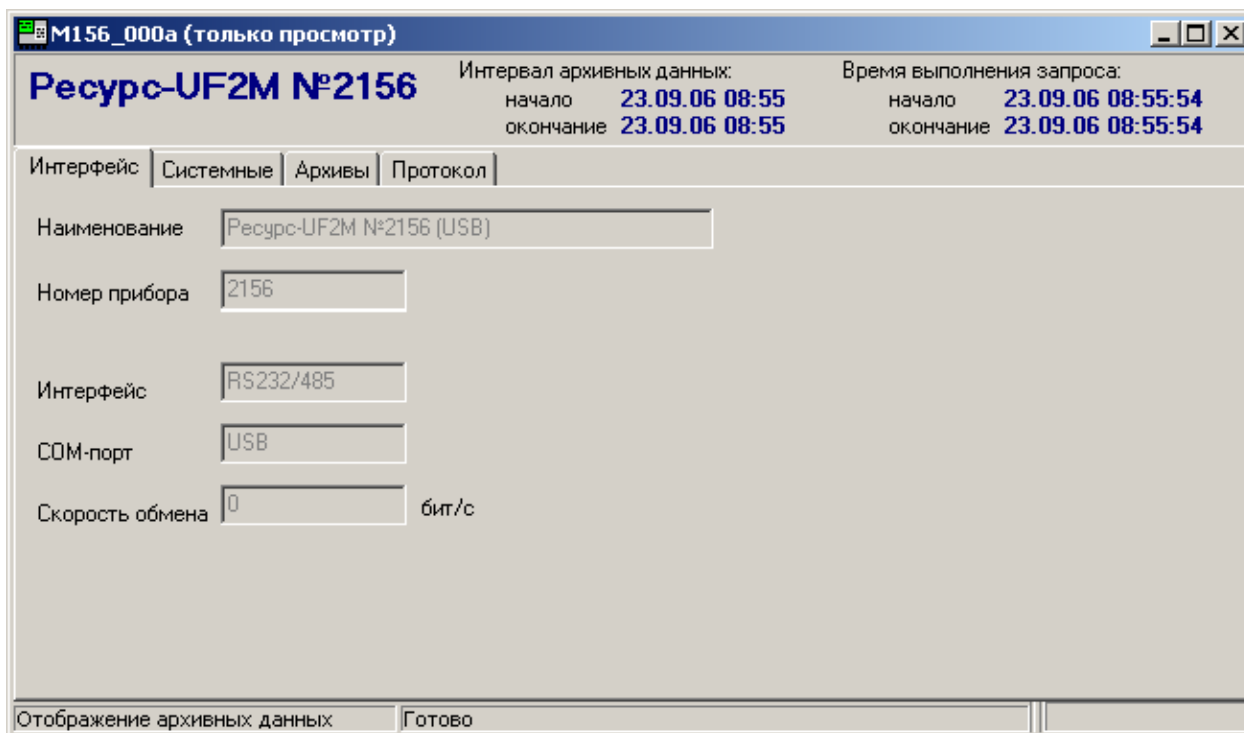 M156_000a (только просмотр)
Ресурс-UF2M №2156
Интервал архивных данных:
начало 23.09.06 08:55
окончание 23.09.06 08:55
Время выполнения запроса:
начало 23.09.06 08:55:54
окончание 23.09.06 08:55:54
Интерфейс Системные Архивы Протокол
Наименование Ресурс-UF2M №2156 (USB)
Номер прибора 2156
Интерфейс RS232/485
COM-порт USB
Скорость обмена 0 бит/с
Отображение архивных данных Готово